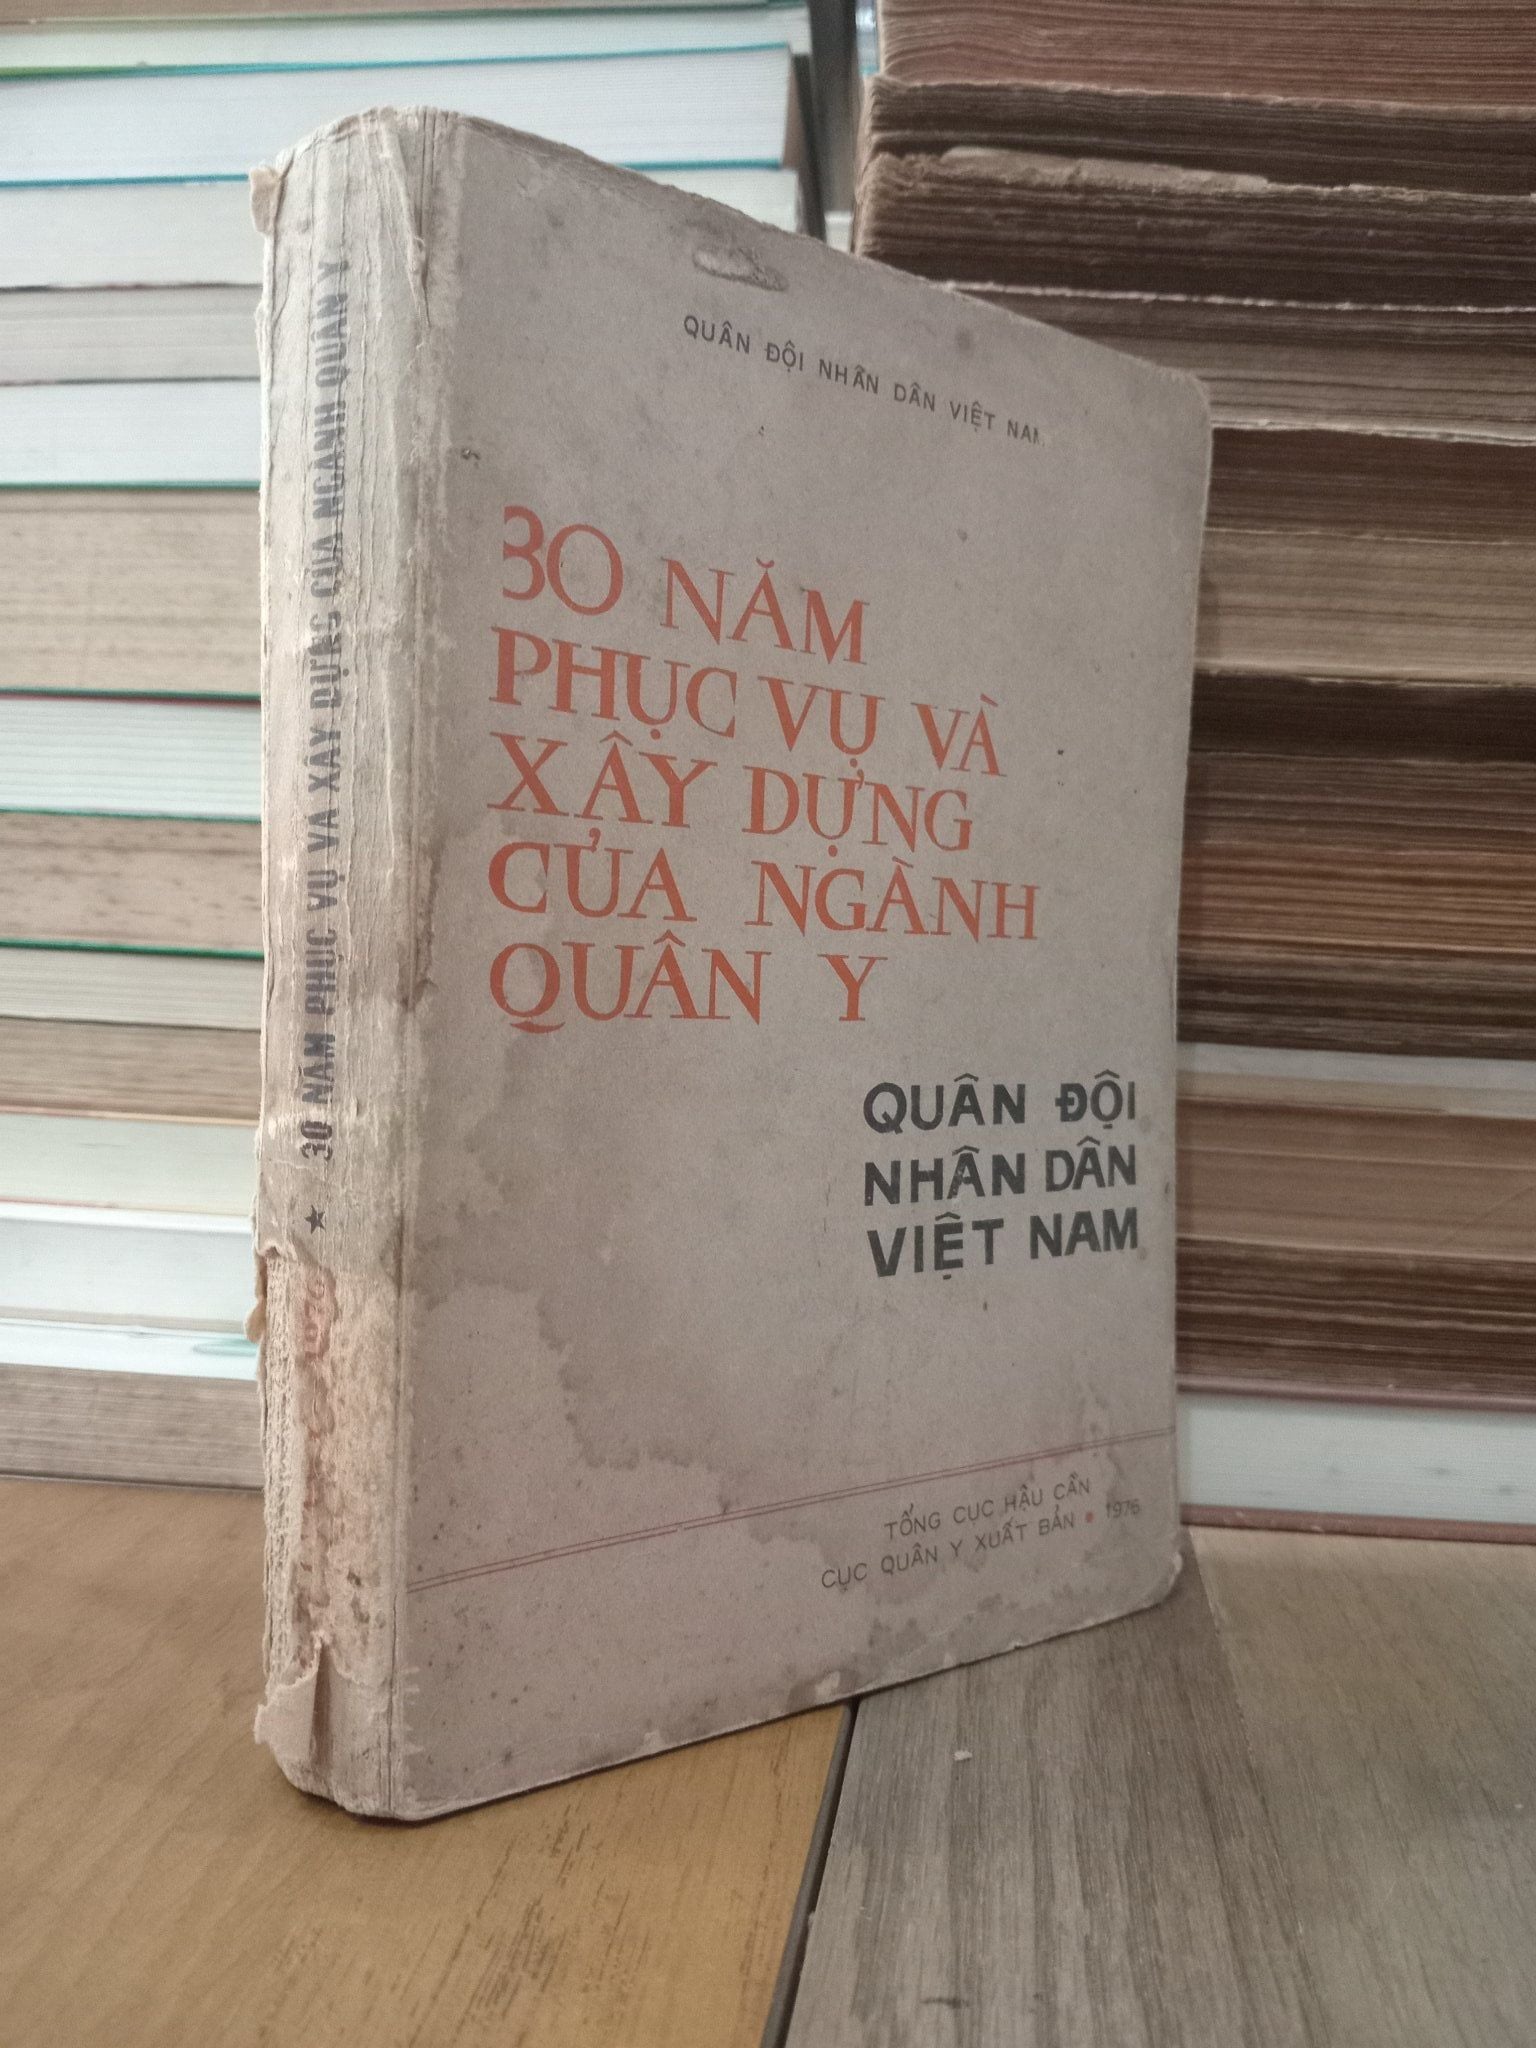 QUÂN ĐỘI NHÂN DÂN VIỆT NAM
30 NĂM
PHỤC VỤ VÀ
XÂY DỰNG
CỦA NGÀNH
QUÂN Y
QUÂN ĐỘI
NHÂN DÂN
VIỆT NAM
TỔNG CỤC HẬU CẦN
CỤC QUÂN Y XUẤT BẢN • 1976
★ 30 NĂM PHỤC VỤ VÀ XÂY DỰNG CỦA NGÀNH QUÂN Y